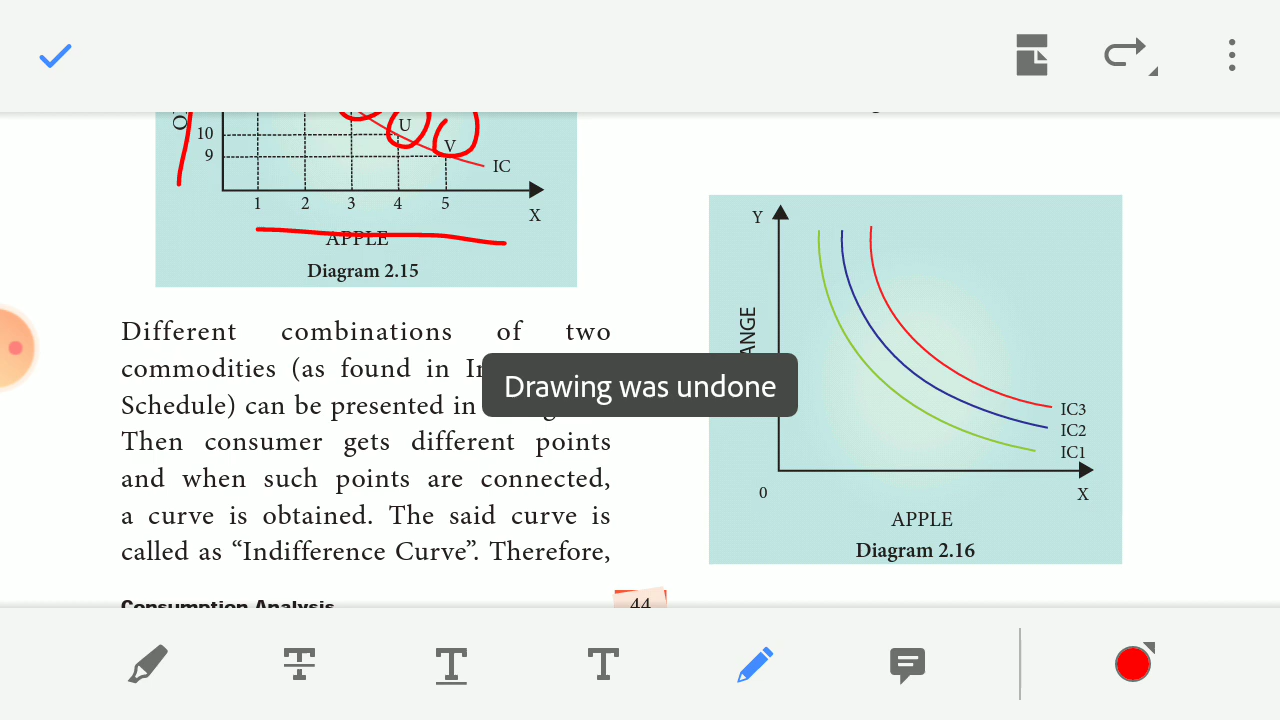 O
10
9
U
V
IC
1 2 3 4 5
X
APPLE
Diagram 2.15
Different combinations of two
commodities (as found in
Schedule) can be presented in
Then consumer gets different points
and when such points are connected,
a curve is obtained. The said curve is
called as “Indifference Curve”. Therefore,
Consumption Analysis
44
Y
ANGE
IC3
IC2
IC1
0
X
APPLE
Diagram 2.16
Drawing was undone
T
T
T